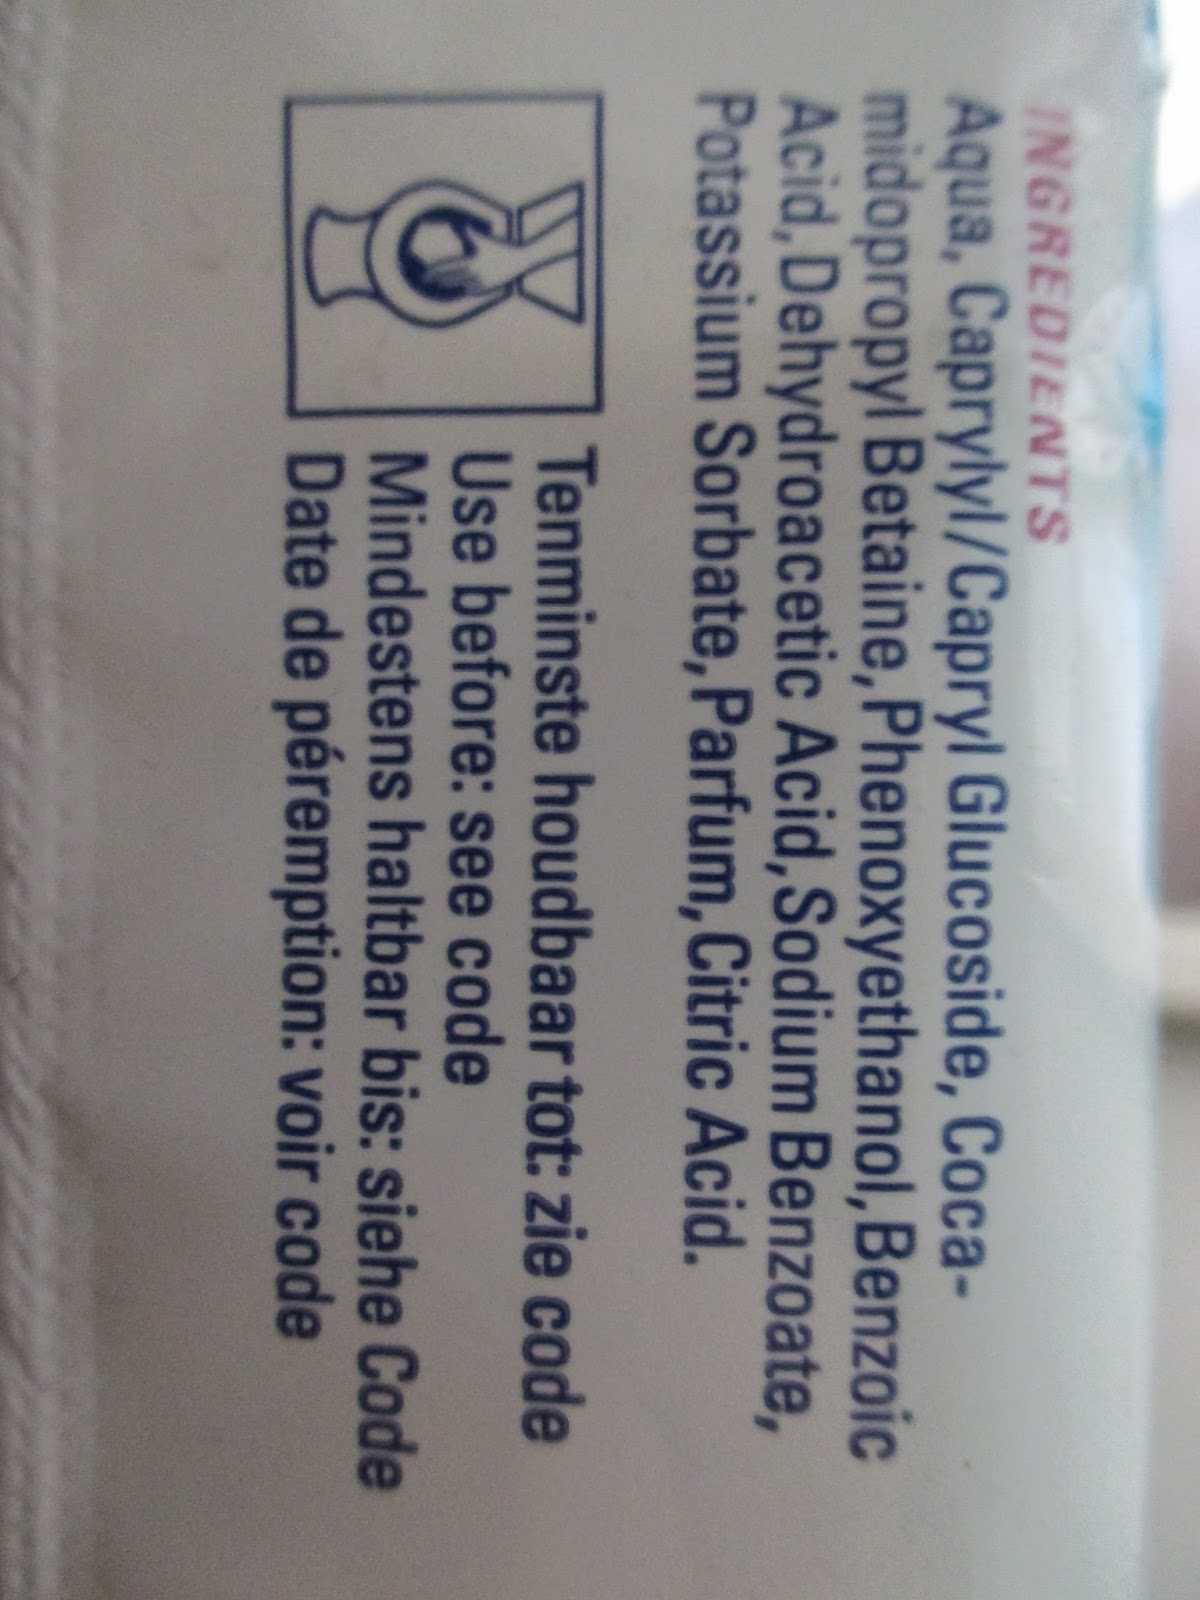 INGREDIENTS
Aqua, Caprylyl/Capryl Glucoside, Coca-
midopropyl Betaine, Phenoxyethanol, Benzoic
Acid, Dehydroacetic Acid, Sodium Benzoate,
Potassium Sorbate, Parfum, Citric Acid.
Tenminste houdbaar tot: zie code
Use before: see code
Mindestens haltbar bis: siehe Code
Date de péremption: voir code